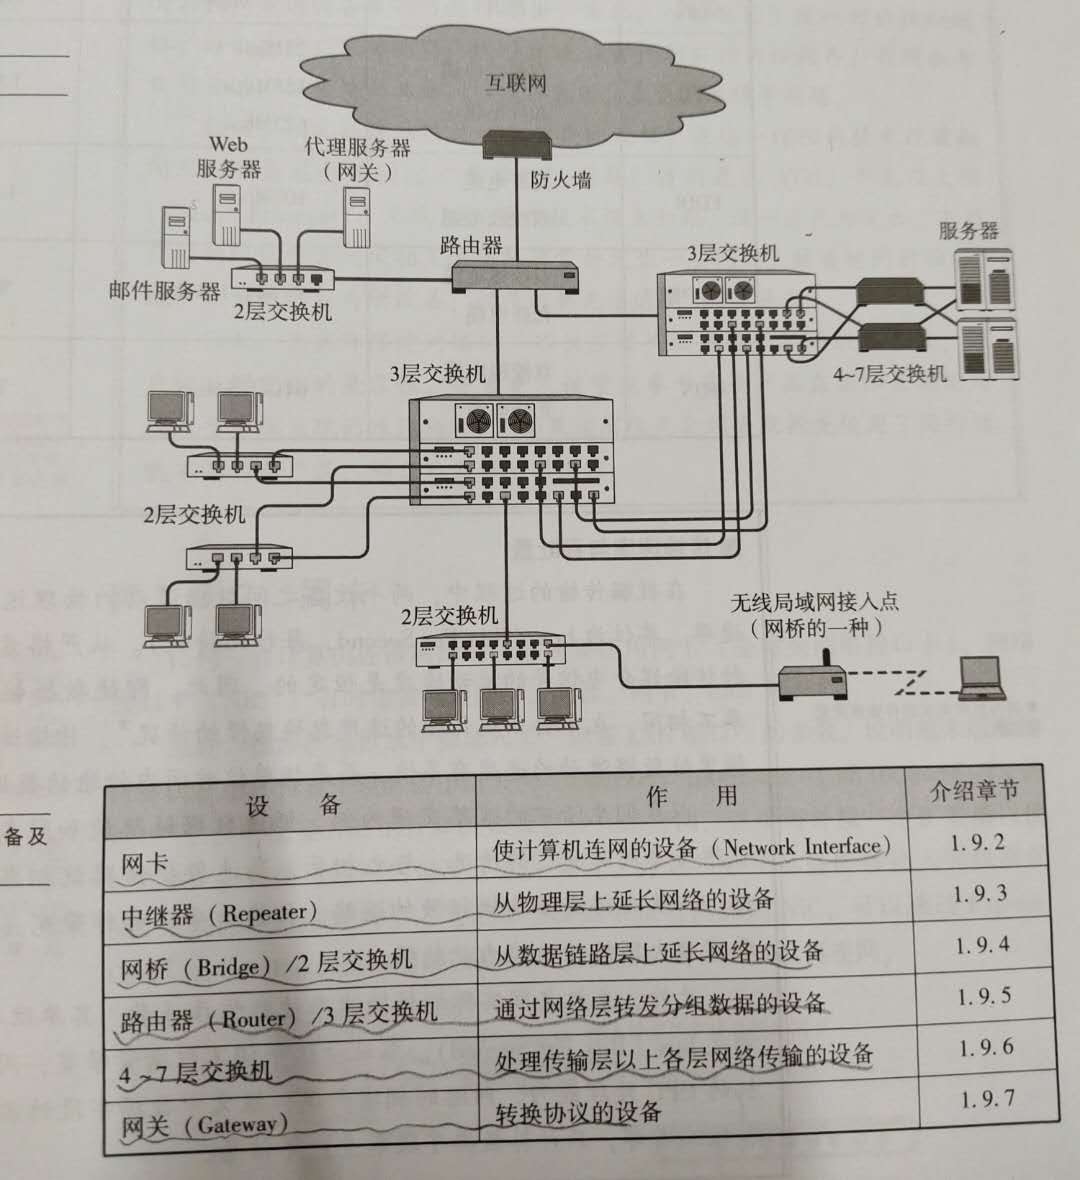 互联网
Web
服务器
代理服务器
（网关）
防火墙
邮件服务器
2层交换机
路由器
3层交换机
服务器
4~7层交换机
3层交换机
2层交换机
2层交换机
无线局域网接入点
（网桥的一种）
备及
设 备 作 用 介绍章节
网卡 使计算机连网的设备（Network Interface） 1.9.2
中继器（Repeater） 从物理层上延长网络的设备 1.9.3
网桥（Bridge）/2 层交换机 从数据链路层上延长网络的设备 1.9.4
路由器（Router）/3 层交换机 通过网络层转发分组数据的设备 1.9.5
4~7 层交换机 处理传输层以上各层网络传输的设备 1.9.6
网关（Gateway） 转换协议的设备 1.9.7